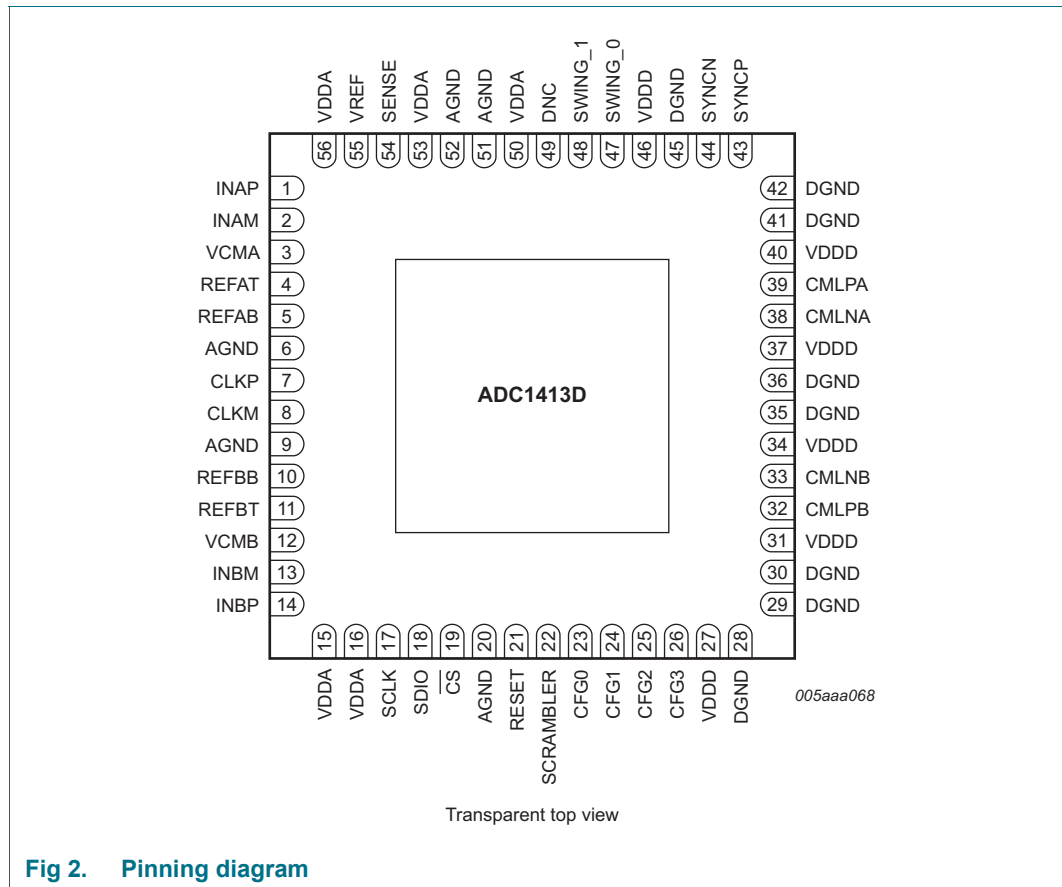 VDDA
VREF
SENSE
VDDA
AGND
AGND
VDDA
DNC
SWING_1
SWING_0
VDDD
DGND
SYNCN
SYNCP
56
55
54
53
52
51
50
49
48
47
46
45
44
43
INAP 1
INAM 2
VCMA 3
REFAT 4
REFAB 5
AGND 6
CLKP 7
CLKM 8
AGND 9
REFBB 10
REFBT 11
VCMB 12
INBM 13
INBP 14
ADC1413D
42 DGND
41 DGND
40 VDDD
39 CMLPA
38 CMLNA
37 VDDD
36 DGND
35 DGND
34 VDDD
33 CMLNB
32 CMLPB
31 VDDD
30 DGND
29 DGND
15
16
17
18
19
20
21
22
23
24
25
26
27
28
VDDA
VDDA
SCLK
SDIO
CS
AGND
RESET
SCRAMBLER
CFG0
CFG1
CFG2
CFG3
VDDD
DGND
005aaa068
Transparent top view
Fig 2. Pinning diagram